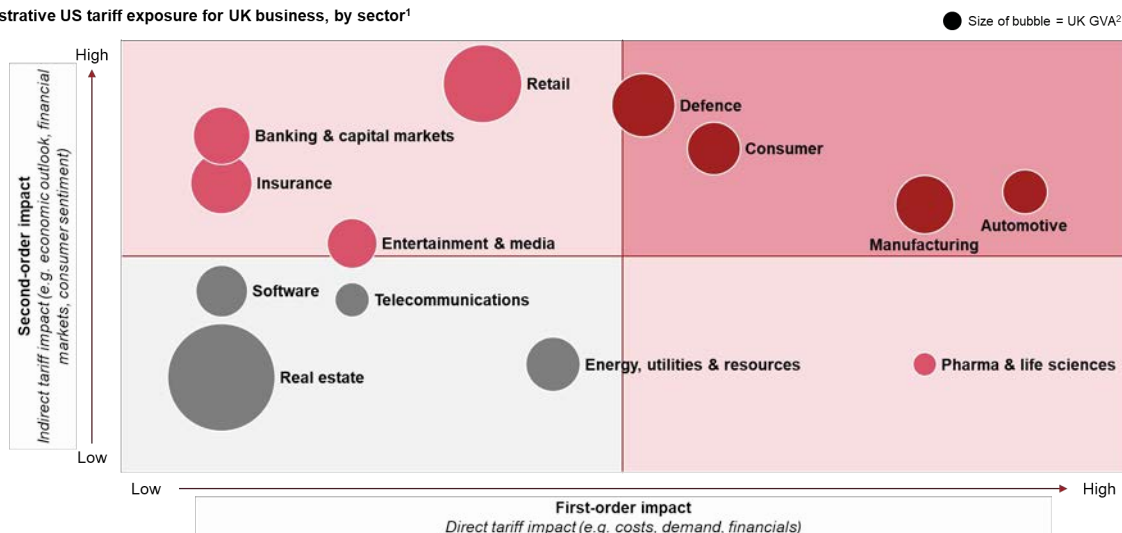 strative US tariff exposure for UK business, by sector¹
Size of bubble = UK GVA²
High
Second-order impact
Indirect tariff impact (e.g. economic outlook, financial
markets, consumer sentiment)
Low
Retail
Defence
Banking & capital markets
Consumer
Insurance
Automotive
Manufacturing
Entertainment & media
Software
Telecommunications
Real estate
Energy, utilities & resources
Pharma & life sciences
Low
High
First-order impact
Direct tariff impact (e.g. costs, demand, financials)